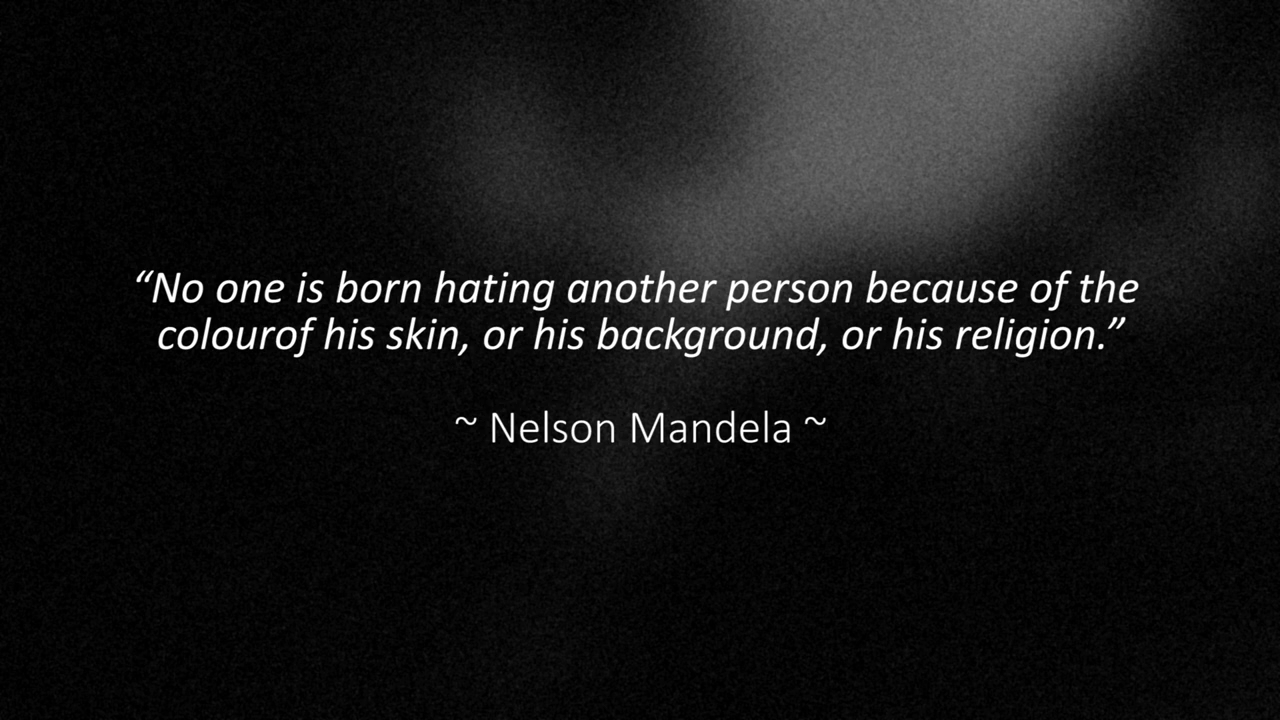 “No one is born hating another person because of the
colourof his skin, or his background, or his religion.”
~ Nelson Mandela ~